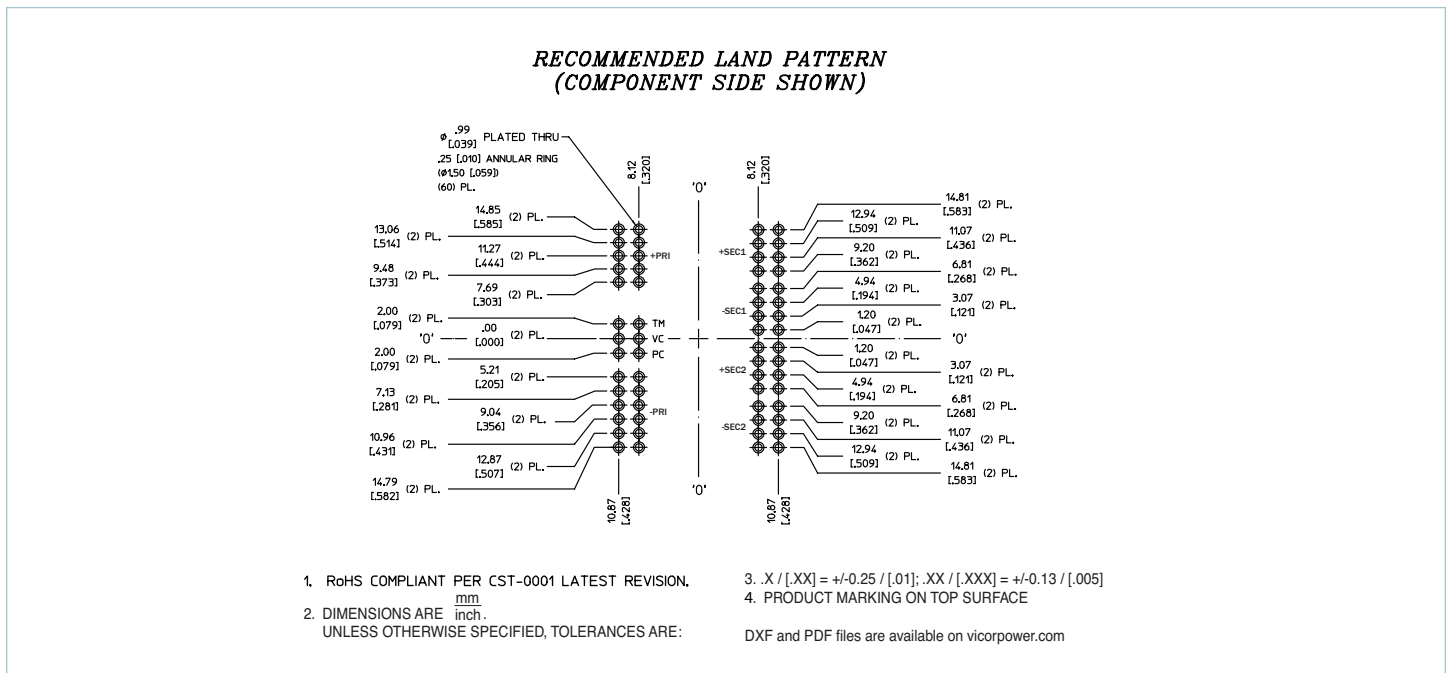 RECOMMENDED LAND PATTERN
(COMPONENT SIDE SHOWN)
ø .99
[.039] PLATED THRU
.25 [.010] ANNULAR RING
(ø1.50 [.059])
(60) PL.
8.12
[.320]
8.12
[.320]
'0'
14.85
[.585] (2) PL.
13.06
[.514] (2) PL.
11.27
[.444] (2) PL.
9.48
[.373] (2) PL.
7.69
[.303] (2) PL.
2.00
[.079] (2) PL.
'0'
.00
[.000] (2) PL.
2.00
[.079] (2) PL.
5.21
[.205] (2) PL.
7.13
[.281] (2) PL.
9.04
[.356] (2) PL.
10.96
[.431] (2) PL.
12.87
[.507] (2) PL.
14.79
[.582] (2) PL.
+PRI
TM
VC
PC
-PRI
+SEC1
-SEC1
+SEC2
-SEC2
14.81
[.583] (2) PL.
12.94
[.509] (2) PL.
11.07
[.436] (2) PL.
9.20
[.362] (2) PL.
6.81
[.268] (2) PL.
4.94
[.194] (2) PL.
3.07
[.121] (2) PL.
1.20
[.047] (2) PL.
'0'
1.20
[.047] (2) PL.
3.07
[.121] (2) PL.
4.94
[.194] (2) PL.
6.81
[.268] (2) PL.
9.20
[.362] (2) PL.
11.07
[.436] (2) PL.
12.94
[.509] (2) PL.
14.81
[.583] (2) PL.
10.87
[.428]
'0'
10.87
[.428]
1. RoHS COMPLIANT PER CST-0001 LATEST REVISION.
2. DIMENSIONS ARE mm
inch.
UNLESS OTHERWISE SPECIFIED, TOLERANCES ARE:
3. .X / [.XX] = +/-0.25 / [.01]; .XX / [.XXX] = +/-0.13 / [.005]
4. PRODUCT MARKING ON TOP SURFACE
DXF and PDF files are available on vicorpower.com